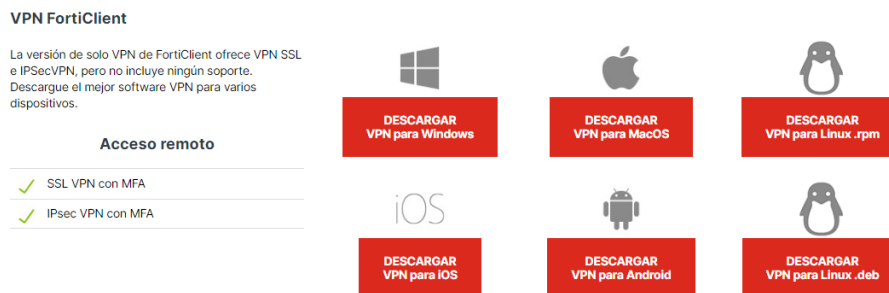 VPN FortiClient
La versión de solo VPN de FortiClient ofrece VPN SSL
e IPSecVPN, pero no incluye ningún soporte.
Descargue el mejor software VPN para varios
dispositivos.
Acceso remoto
SSL VPN con MFA
IPsec VPN con MFA
DESCARGAR
VPN para Windows
DESCARGAR
VPN para MacOS
DESCARGAR
VPN para Linux .rpm
iOS
DESCARGAR
VPN para iOS
DESCARGAR
VPN para Android
DESCARGAR
VPN para Linux .deb